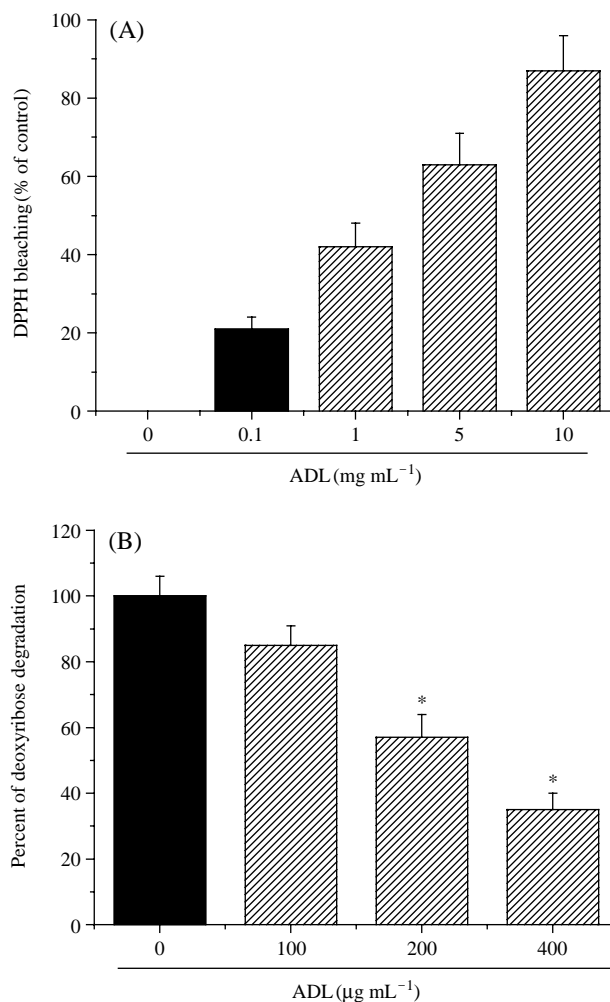 (A)
DPPH bleaching (% of control)
100
80
60
40
20
0
0 0.1 1 5 10
ADL (mg mL⁻¹)
(B)
Percent of deoxyribose degradation
120
100
80
60
40
20
0
*
*
0 100 200 400
ADL (µg mL⁻¹)